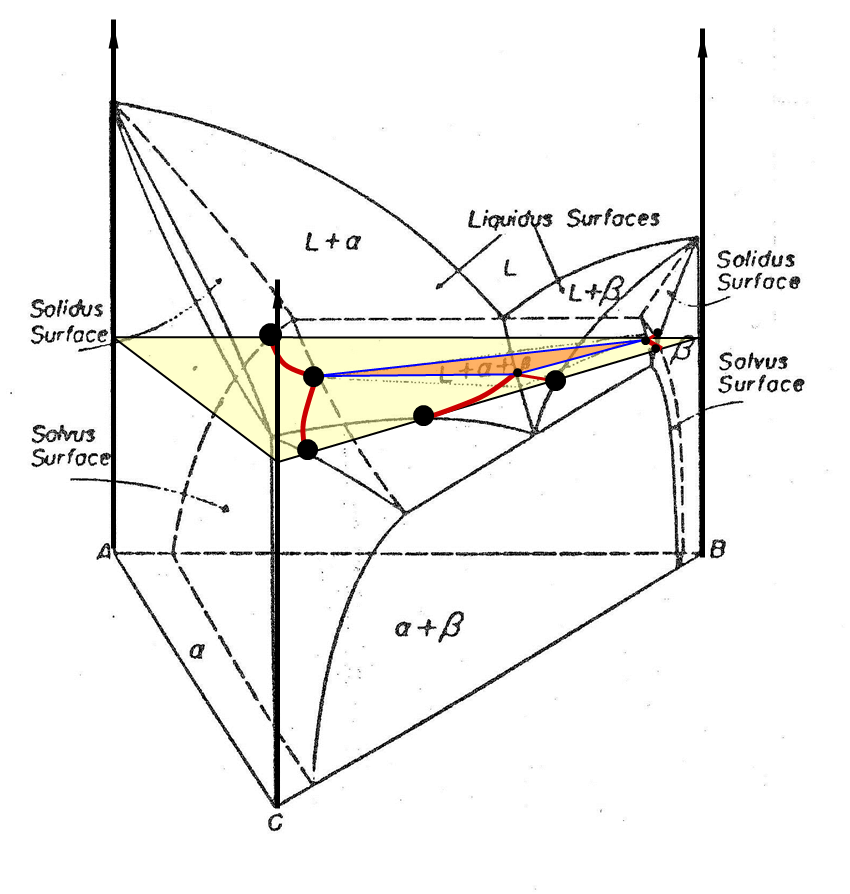 Liquidus Surfaces
L+α
L
Solidus
Surface
L+β
Solidus
Surface
β
L+α+β
Solvus
Surface
Solvus
Surface
A
B
α+β
α
C